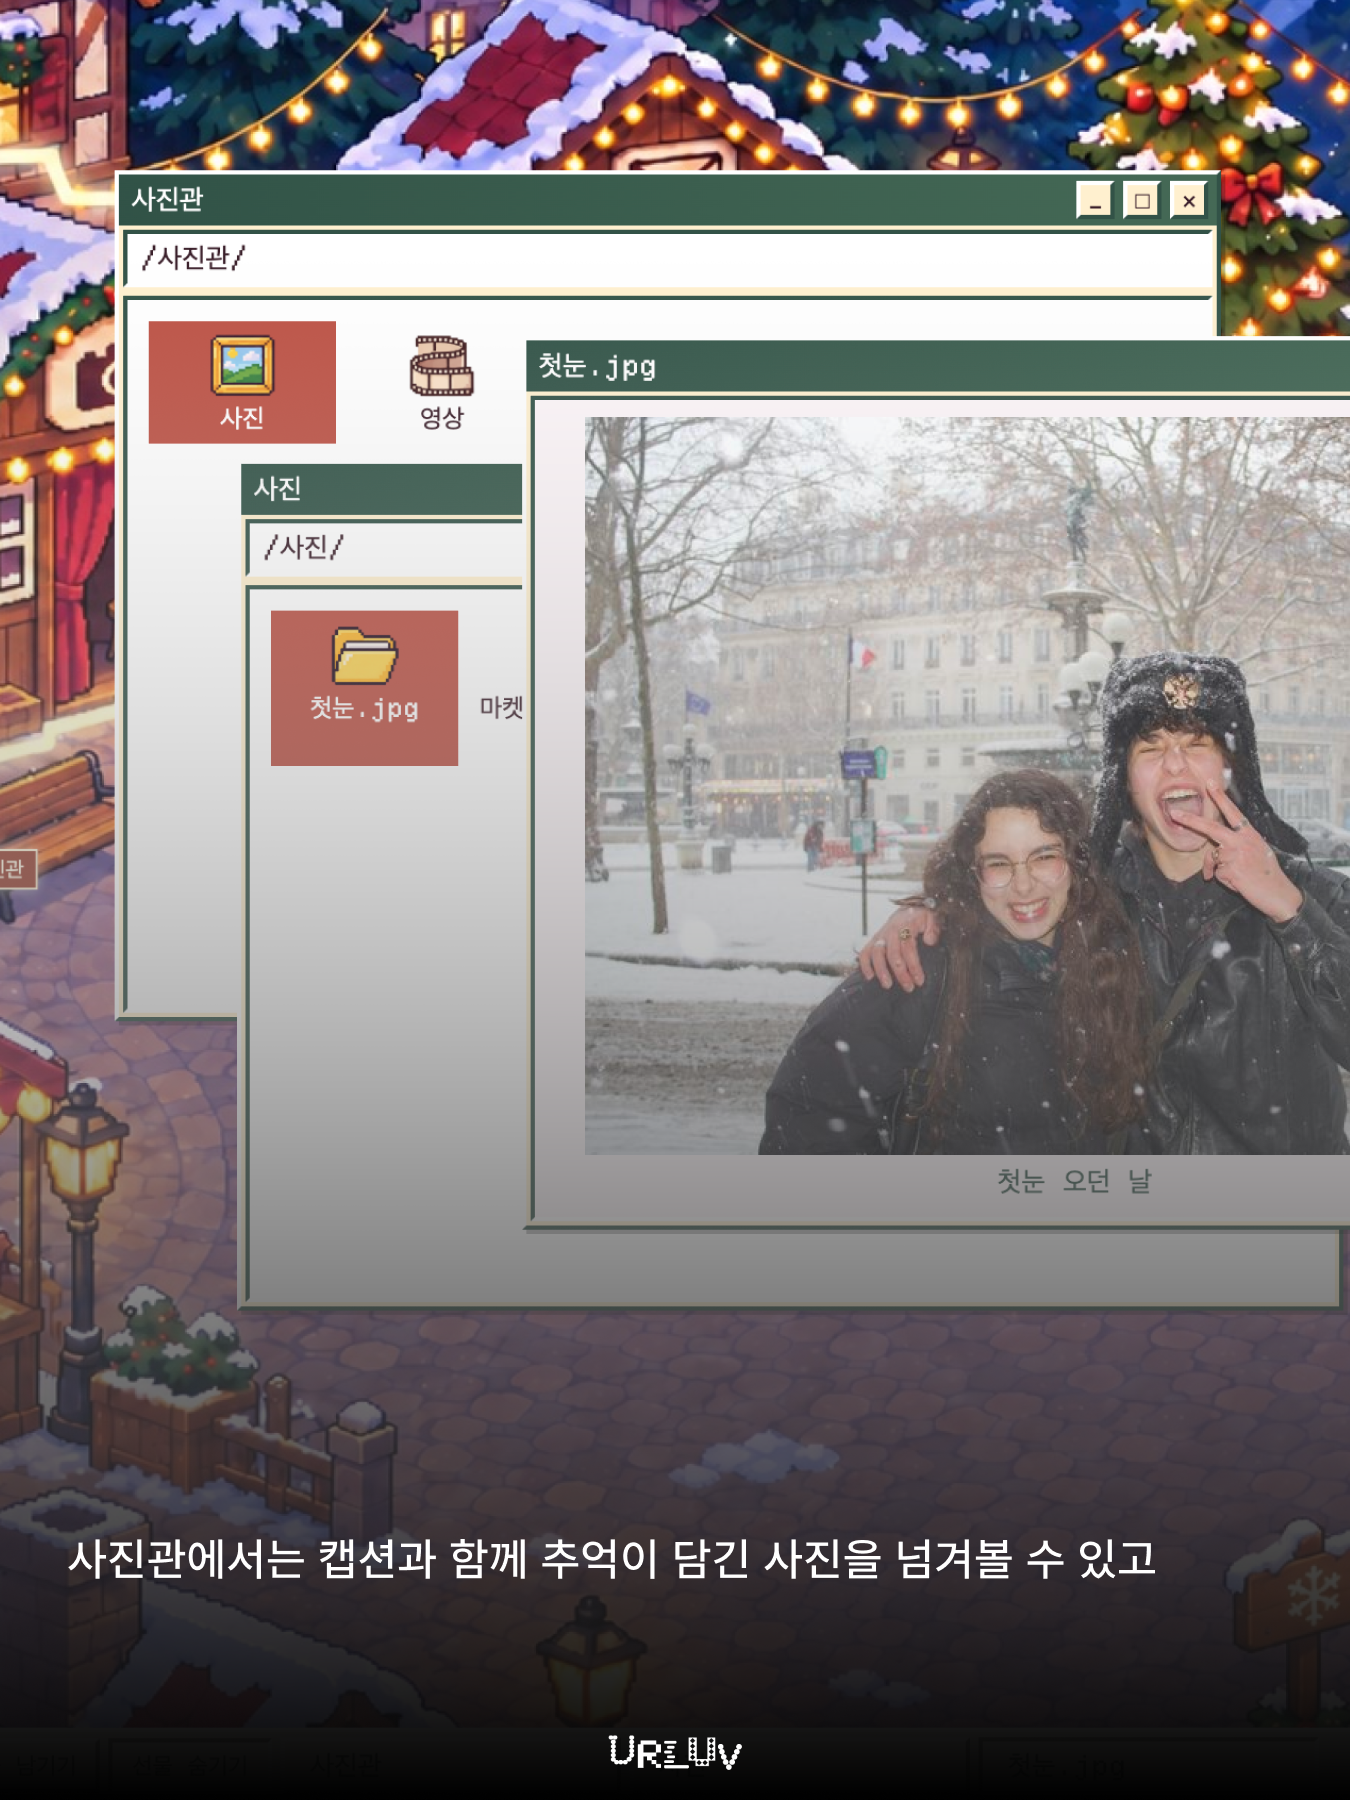 사진관
/사진관/
사진
영상
첫눈.jpg
사진
/사진/
첫눈.jpg
마켓
첫눈 오던 날
사진관에서는 캡션과 함께 추억이 담긴 사진을 넘겨볼 수 있고
URLUV